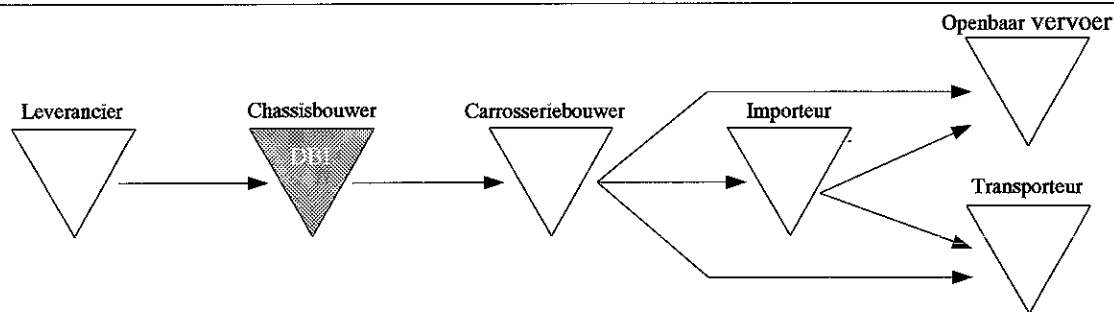 Openbaar vervoer
Leverancier
Chassisbouwer
Carrosseriebouwer
Importeur
DBI
Transporteur